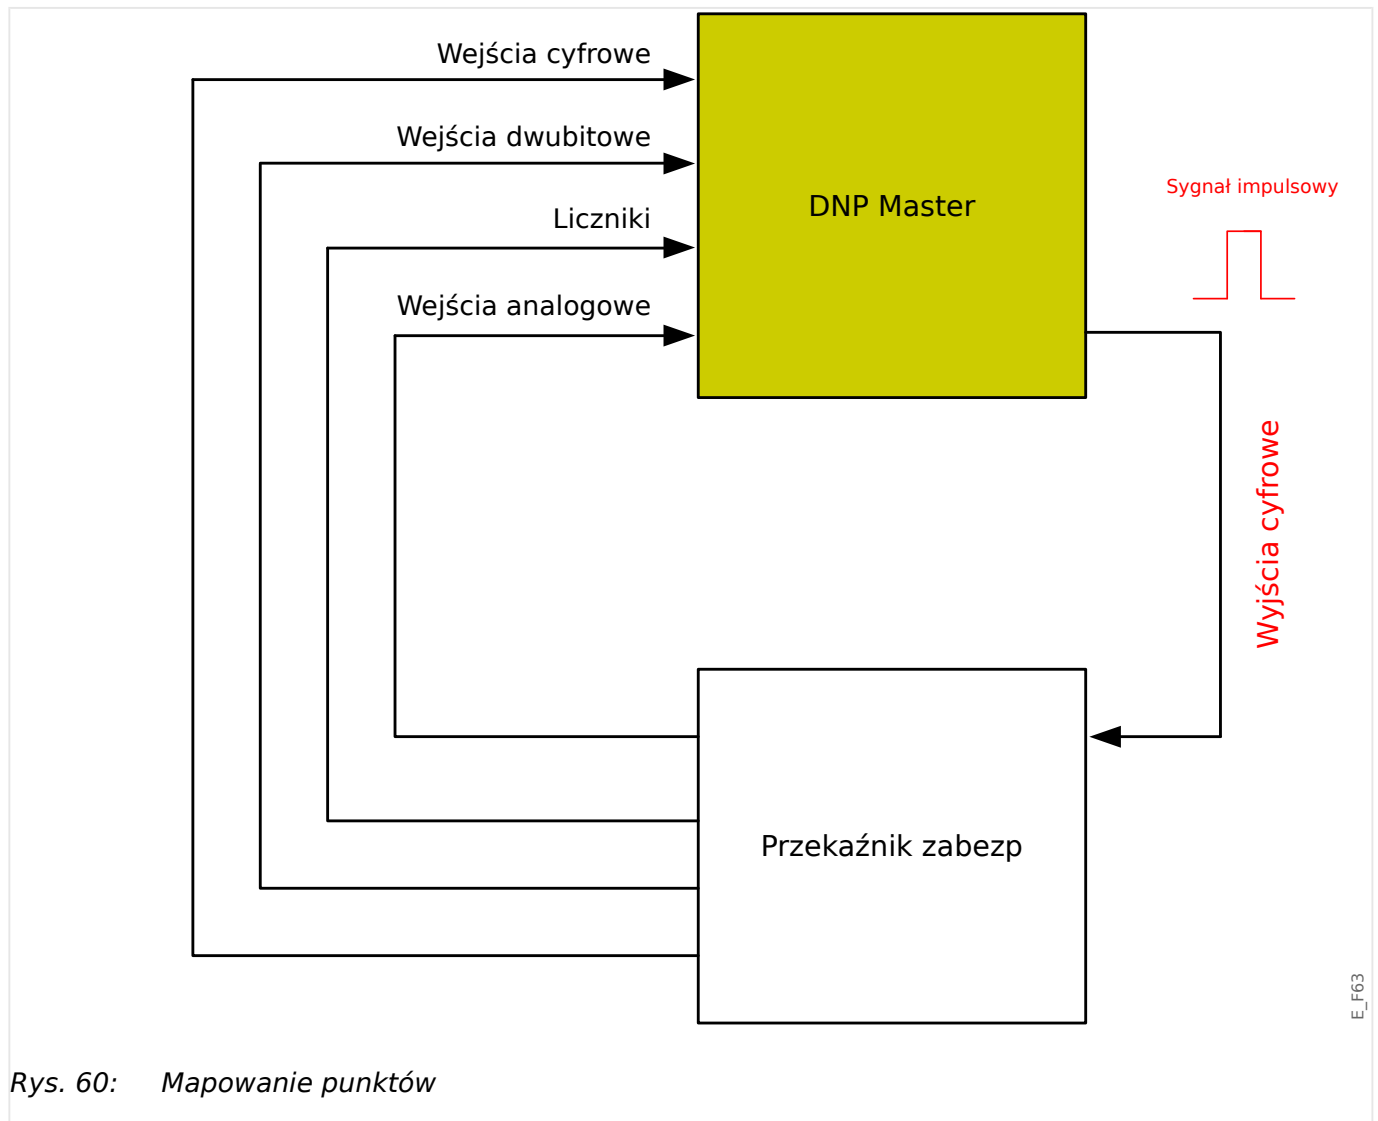 Wejścia cyfrowe
Wejścia dwubitowe
Liczniki
Wejścia analogowe
DNP Master
Sygnał impulsowy
Wyjścia cyfrowe
Przekaźnik zabezp
E_F63
Rys. 60: Mapowanie punktów